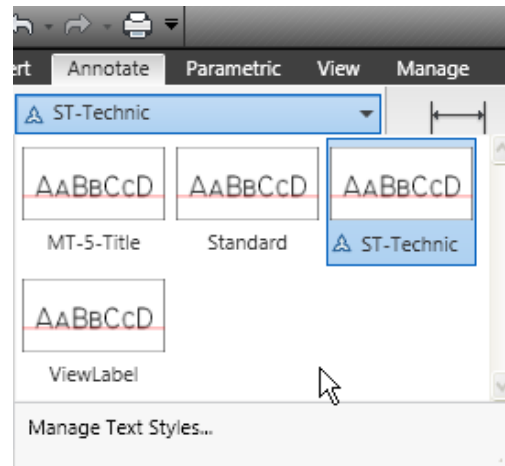 Annotate Parametric View Manage
ST-Technic
AABBCCD AABBCCD AABBCCD
MT-5-Title Standard ST-Technic
AABBCCD
ViewLabel
Manage Text Styles...